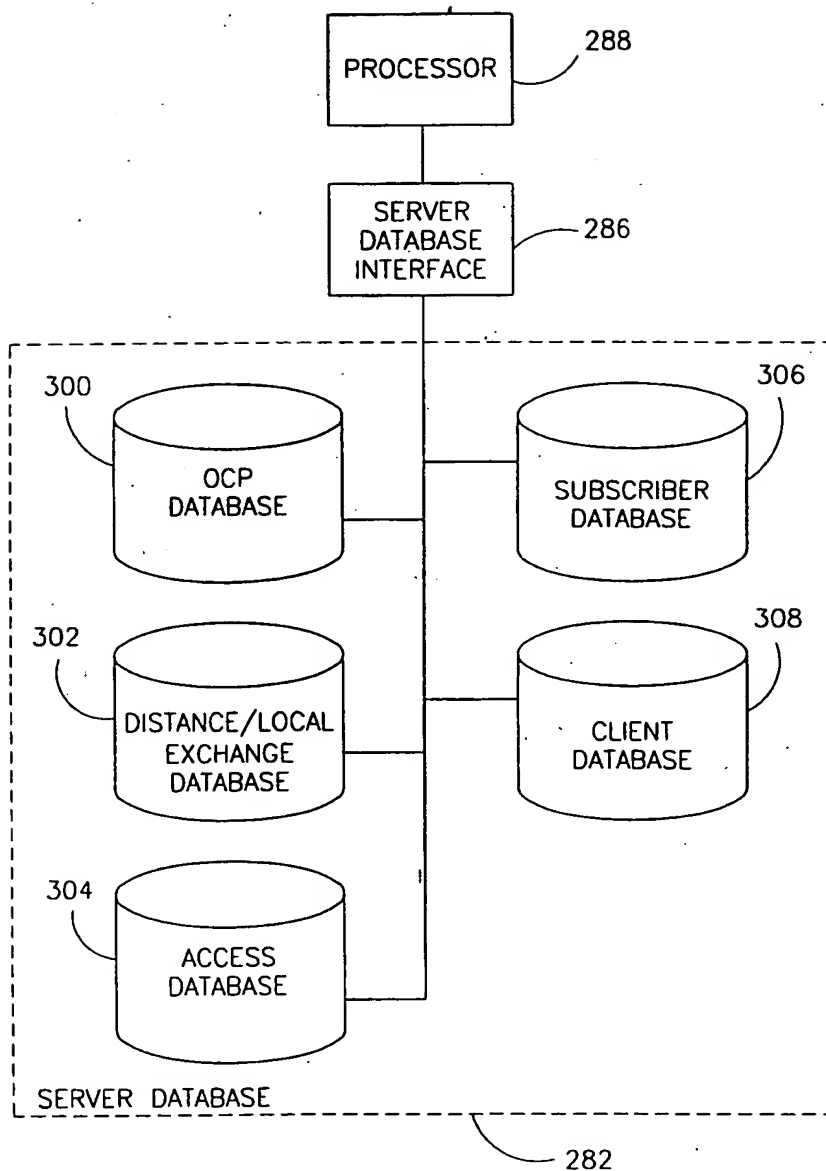 PROCESSOR
288
SERVER
DATABASE
INTERFACE
286
300
OCP
DATABASE
306
SUBSCRIBER
DATABASE
302
DISTANCE/LOCAL
EXCHANGE
DATABASE
308
CLIENT
DATABASE
304
ACCESS
DATABASE
SERVER DATABASE
282